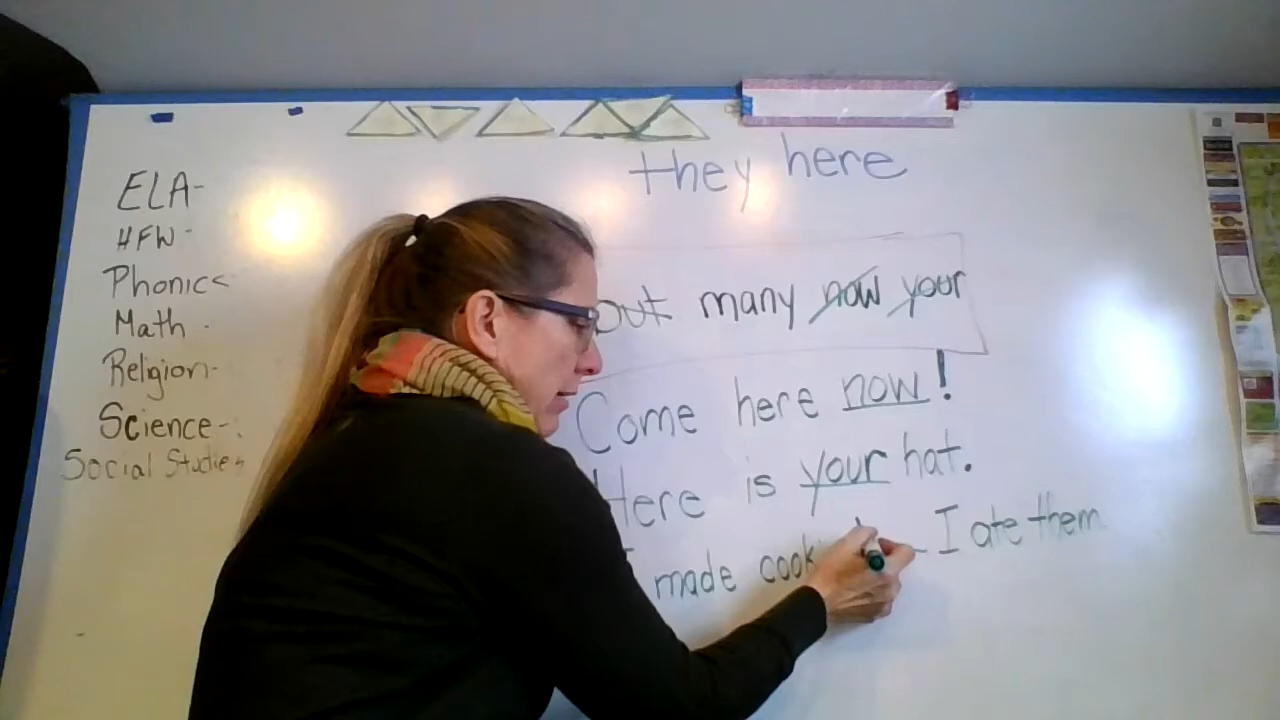 ELA-
HFW-
Phonics
Math -
Religion-
Science-
Social Studies
they here
out many now your
Come here now!
Here is your hat.
I made I ate them